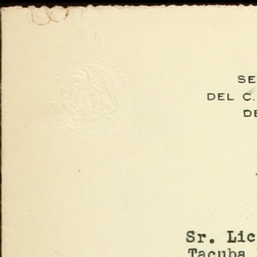 SE
DEL C.
DE
Sr. Lic
Tacuba